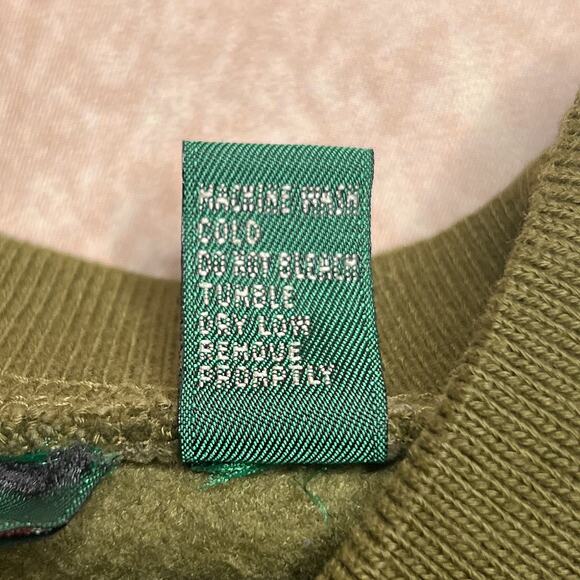 MACHINE WASH
COLD
DO NOT BLEACH
TUMBLE
DRY LOW
REMOVE
PROMPTLY